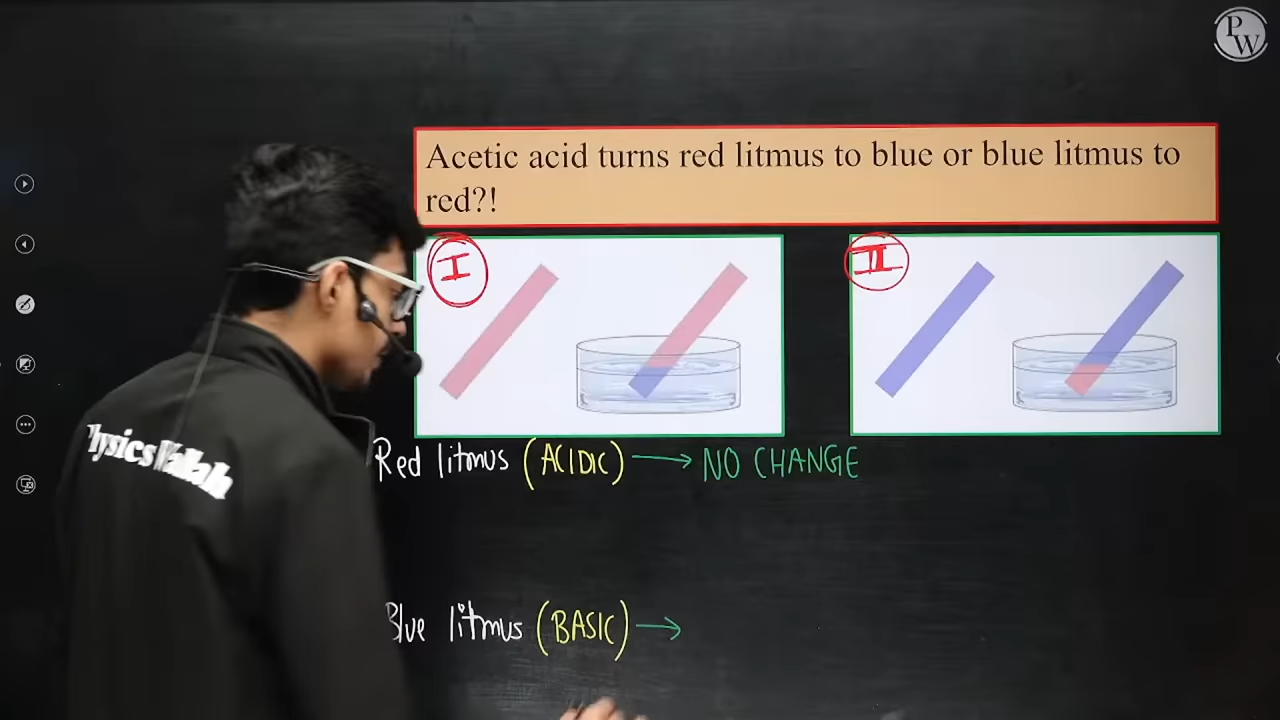 PW
Acetic acid turns red litmus to blue or blue litmus to
red?!
I
II
Red litmus (ACIDIC) → NO CHANGE
Blue litmus (BASIC) →